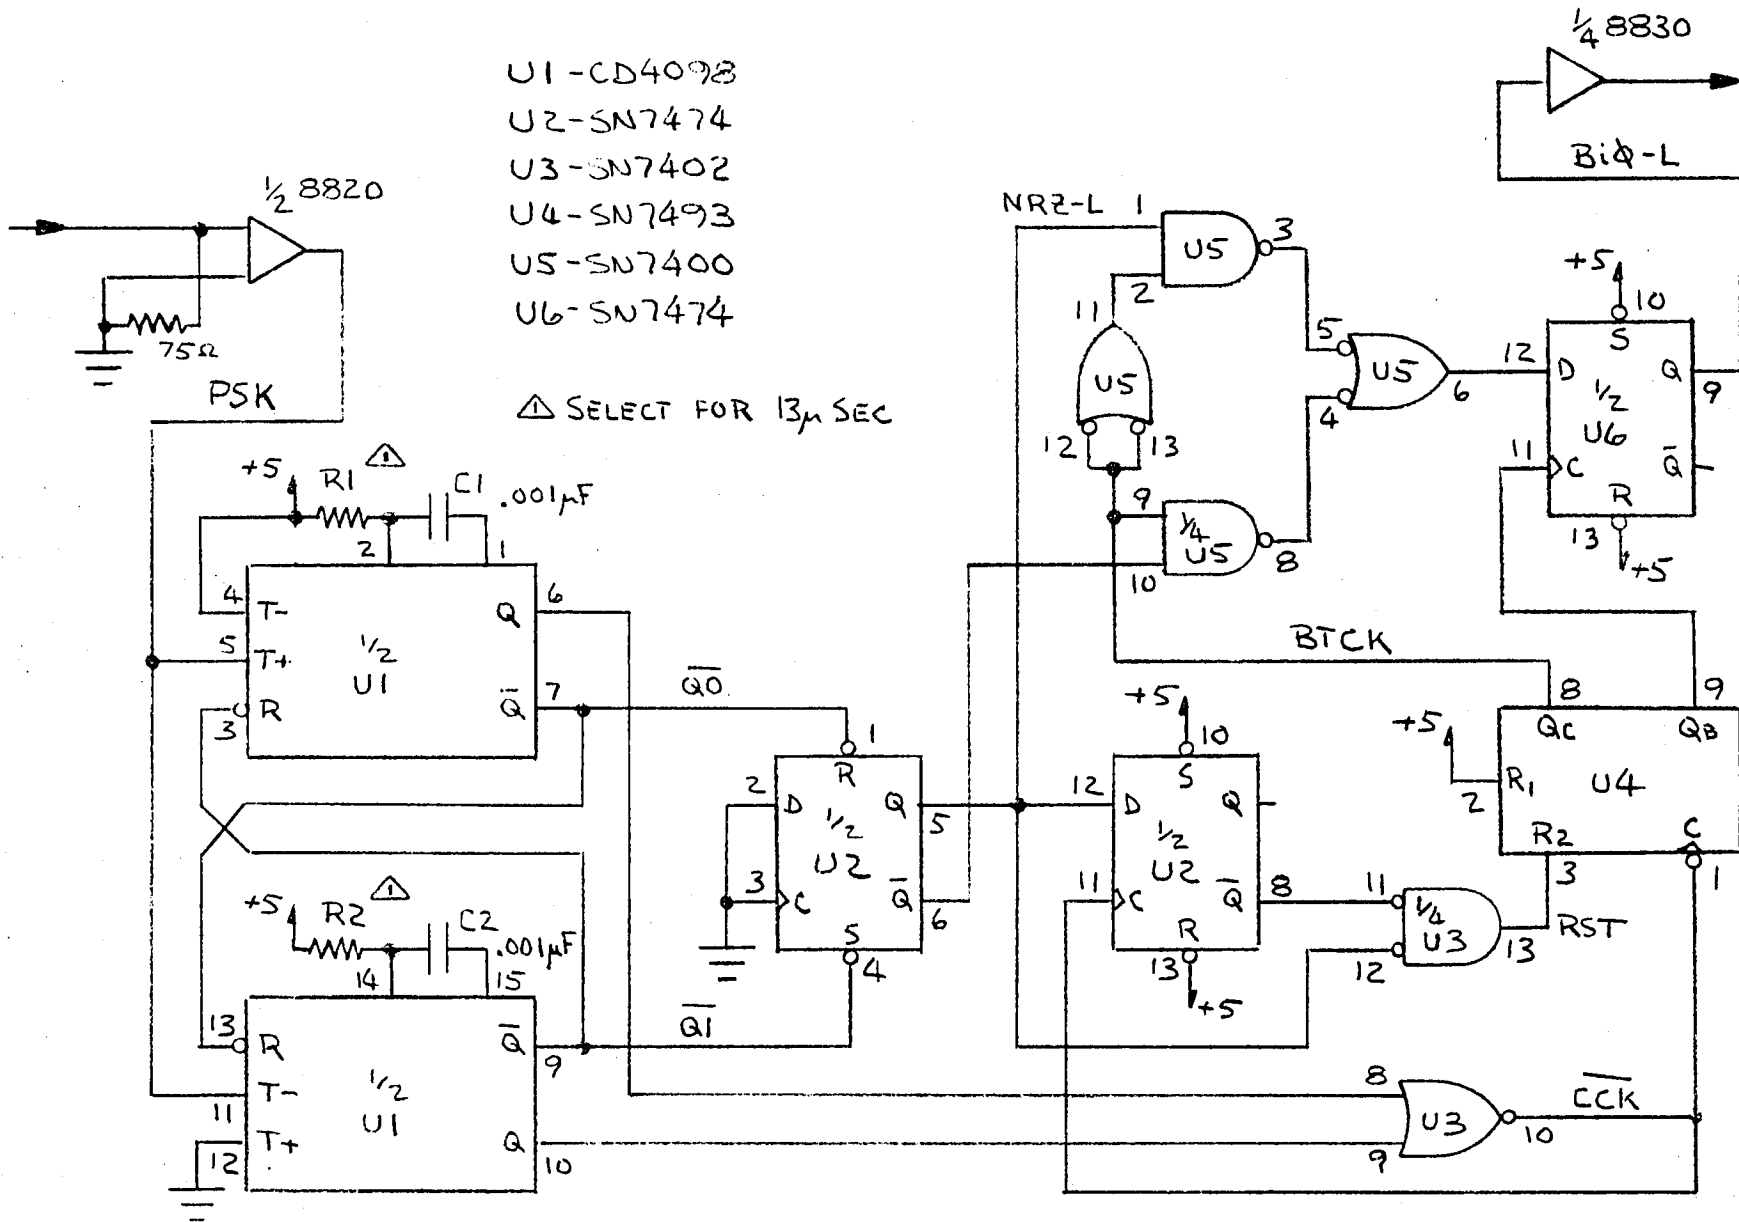 U1-CD4098
U2-SN7474
U3-SN7402
U4-SN7493
U5-SN7400
U6-SN7474
⚠ SELECT FOR 13μ SEC
1/4 8830
BiΦ-L
1/2 8820
75Ω
PSK
+5
R1
C1
.001μF
2
1
4
T-
5
T+
3
R
1/2
U1
Q
6
Q̅
7
Q̅0̅
+5
R2
C2
.001μF
14
15
13
R
11
T-
12
T+
1/2
U1
Q̅
9
Q
10
Q̅1̅
1
R
2
D
3
C
1/2
U2
Q
5
Q̅
6
S
4
NRZ-L
1
2
U5
3
11
U5
12
13
9
10
1/4
U5
8
5
4
U5
6
+5
10
S
12
D
11
C
1/2
U6
Q
9
Q̅
R
13
+5
BTCK
+5
10
S
12
D
11
C
1/2
U2
Q
Q̅
8
R
13
+5
11
12
1/4
U3
13
RST
+5
8
QC
9
QB
R1
2
U4
R2
3
C
1
8
9
U3
10
C̅C̅K̅